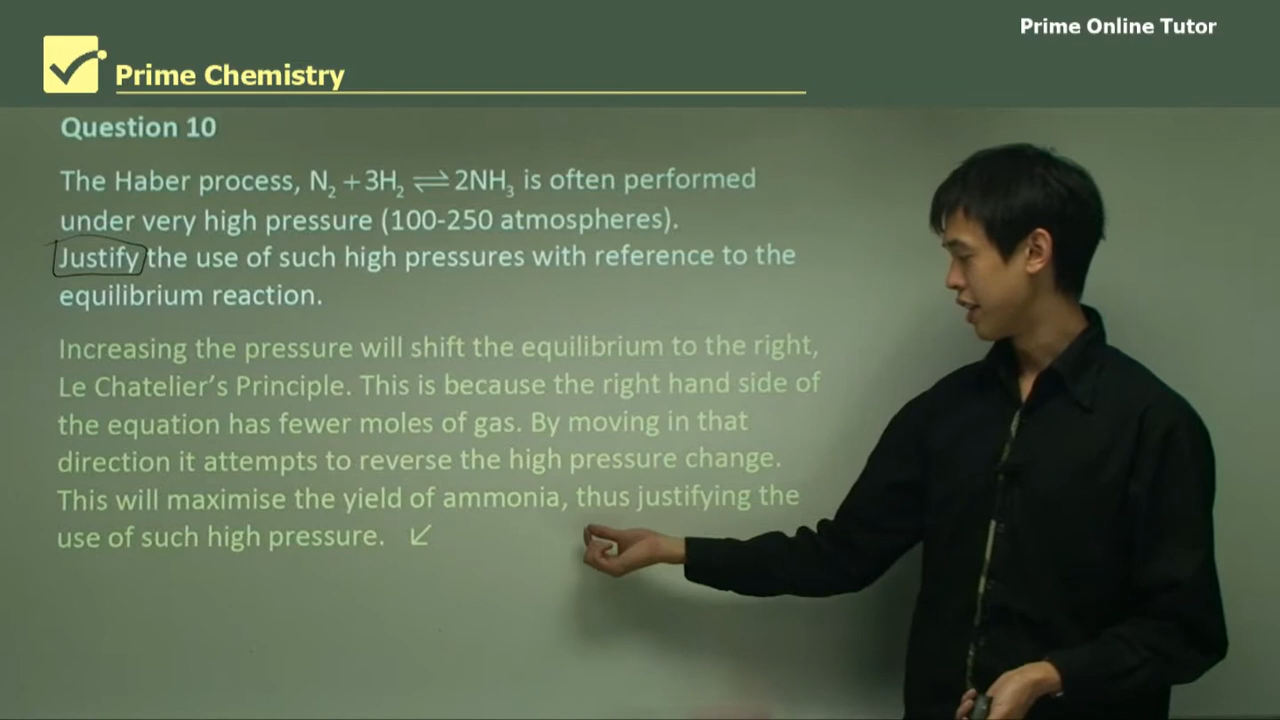 Prime Online Tutor
Prime Chemistry
Question 10
The Haber process, N₂ + 3H₂ ⇌ 2NH₃ is often performed
under very high pressure (100-250 atmospheres).
Justify the use of such high pressures with reference to the
equilibrium reaction.
Increasing the pressure will shift the equilibrium to the right,
Le Chatelier’s Principle. This is because the right hand side of
the equation has fewer moles of gas. By moving in that
direction it attempts to reverse the high pressure change.
This will maximise the yield of ammonia, thus justifying the
use of such high pressure.